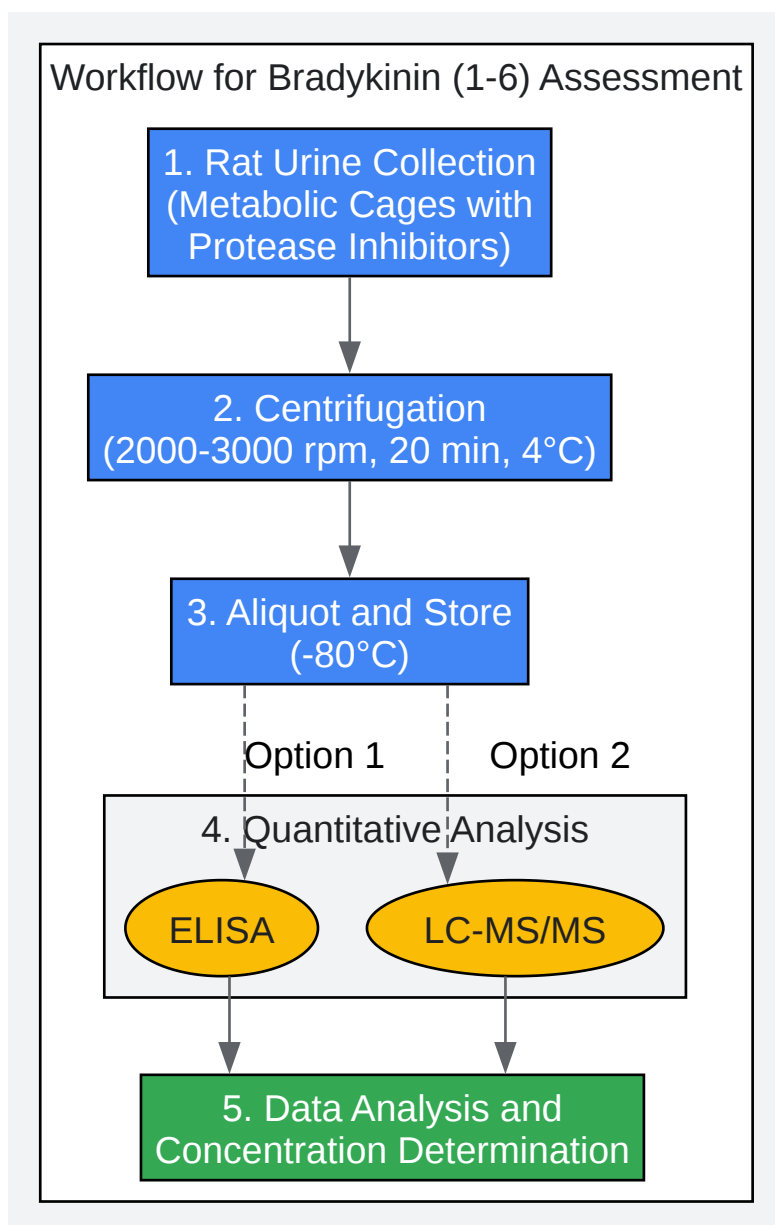 Workflow for Bradykinin (1-6) Assessment
1. Rat Urine Collection
(Metabolic Cages with
Protease Inhibitors)
2. Centrifugation
(2000-3000 rpm, 20 min, 4°C)
3. Aliquot and Store
(-80°C)
Option 1
Option 2
4. Quantitative Analysis
ELISA
LC-MS/MS
5. Data Analysis and
Concentration Determination